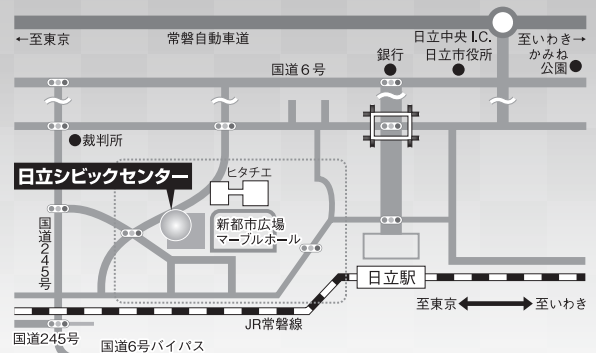 ←至東京
常磐自動車道
日立中央 I.C.
至いわき→
銀行
日立市役所
かみね
公園
国道6号
裁判所
日立シビックセンター
ヒタチエ
新都市広場
マーブルホール
国道245号
日立駅
至東京
至いわき
JR常磐線
国道245号
国道6号バイパス